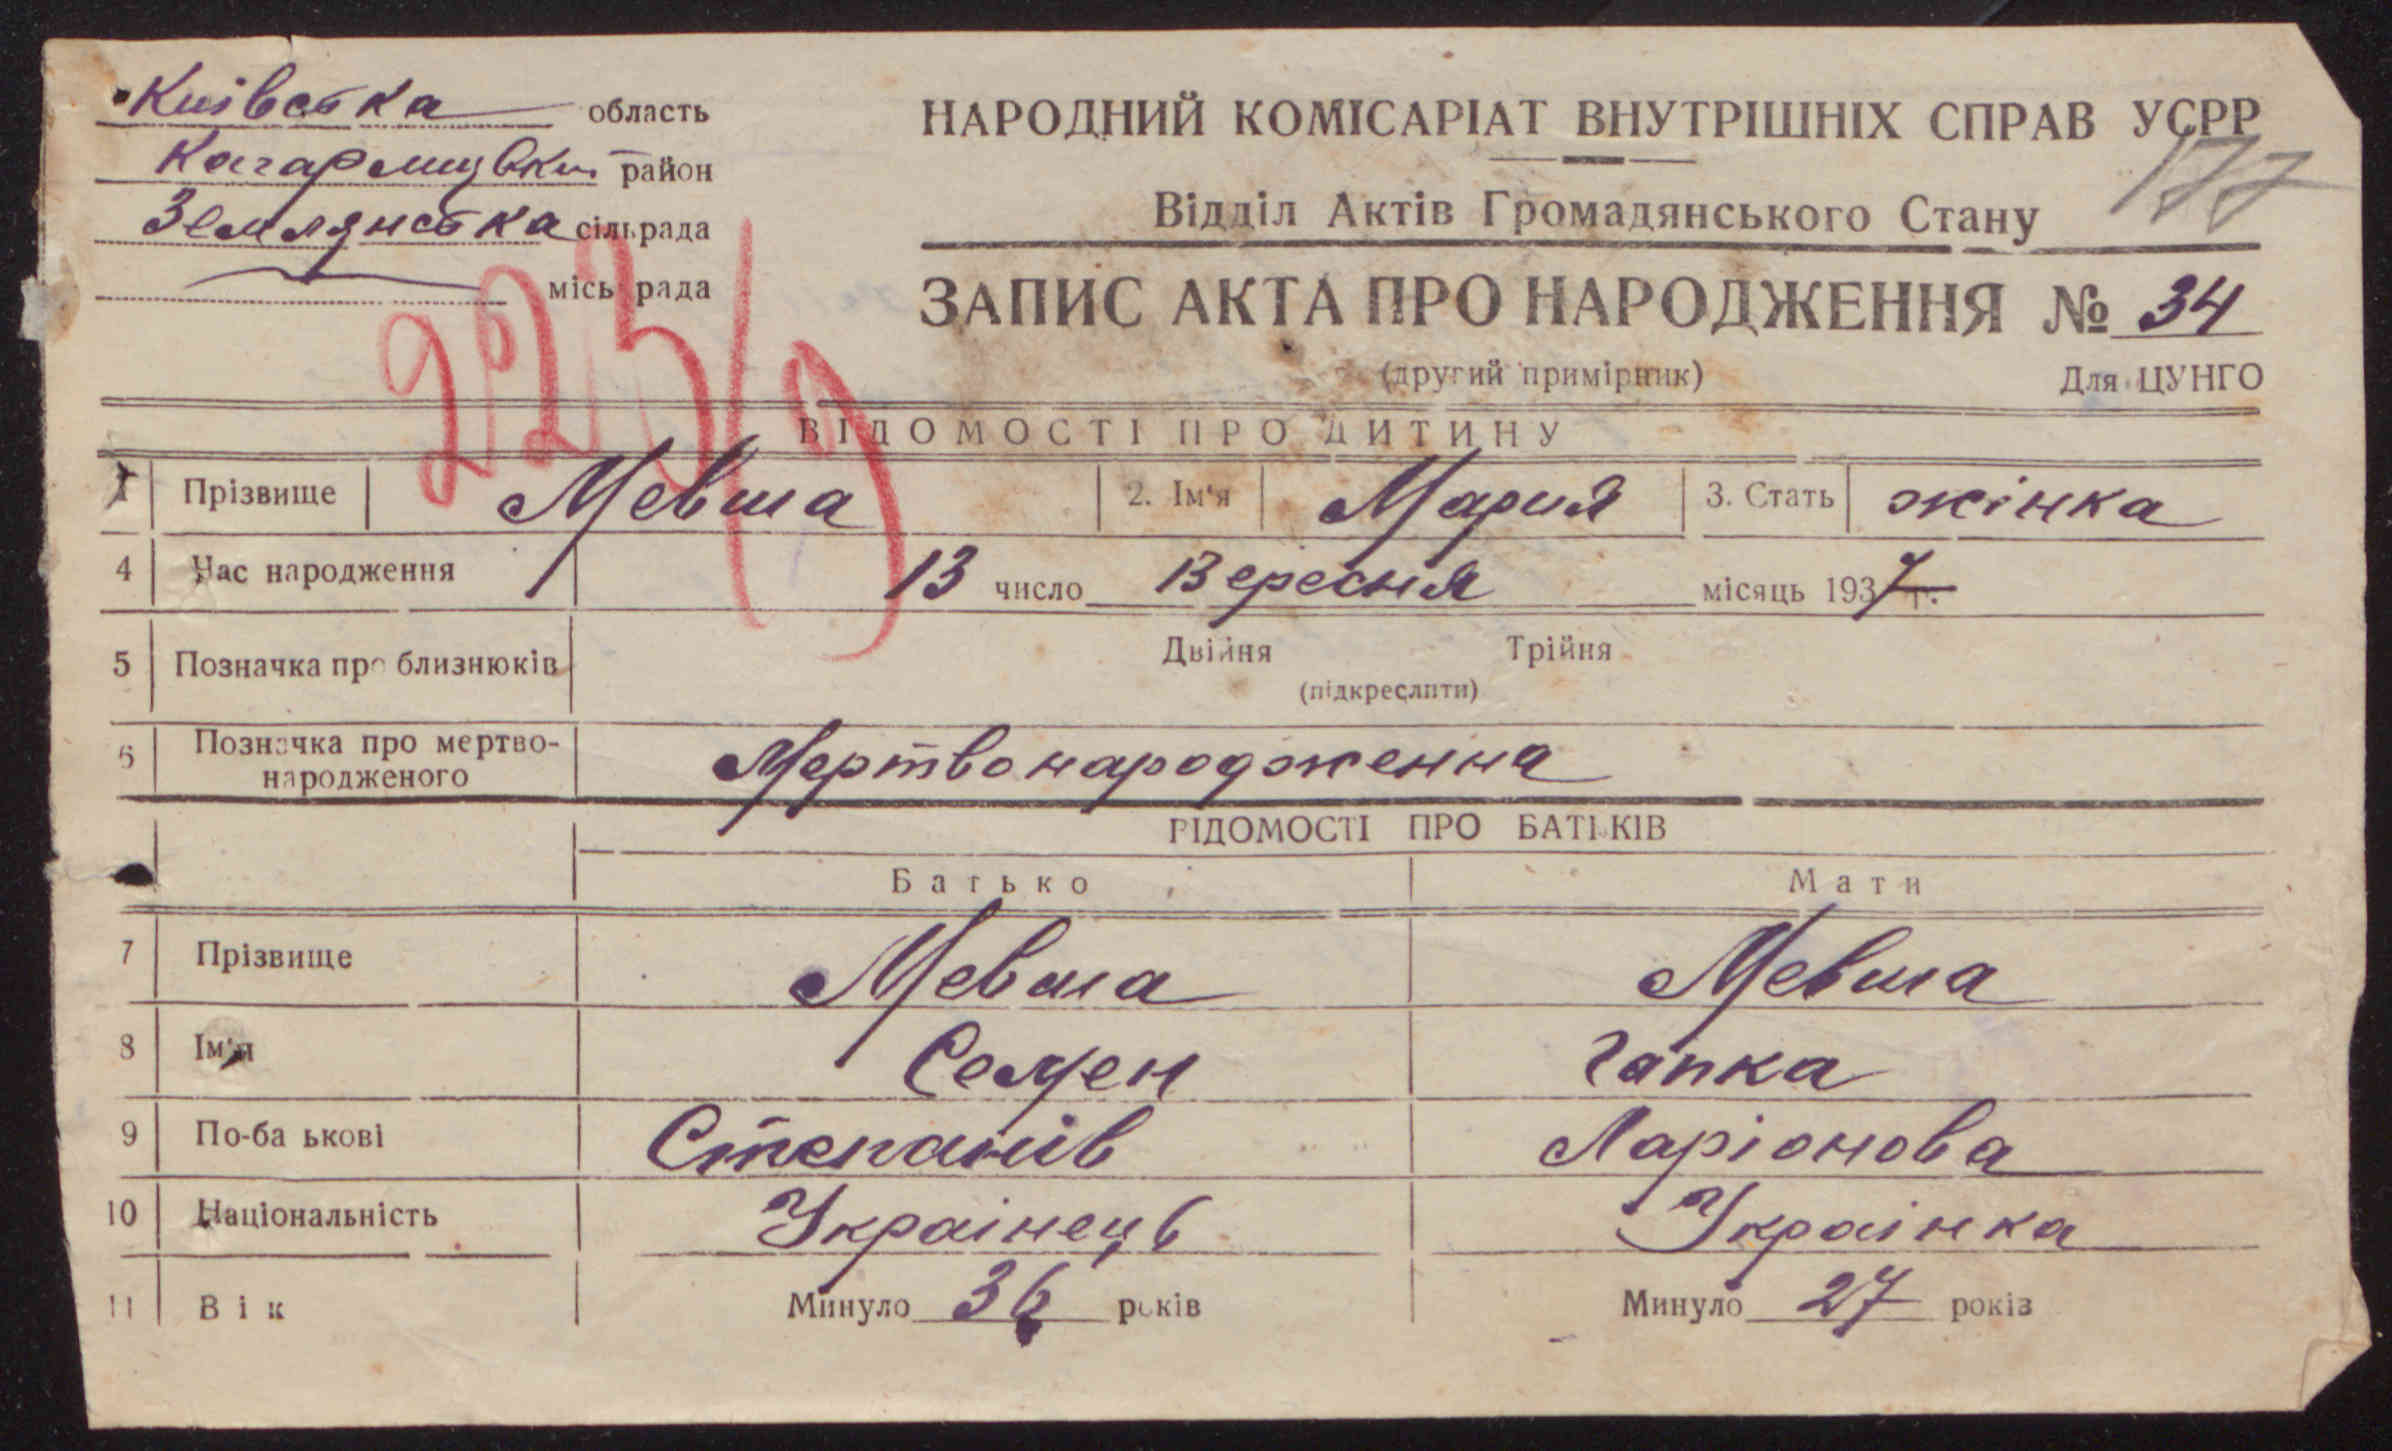 Київська область
Кагарлицький район
Землянська сільрада
міськрада
НАРОДНИЙ КОМІСАРІАТ ВНУТРІШНІХ СПРАВ УСРР
177
Відділ Актів Громадянського Стану
ЗАПИС АКТА ПРО НАРОДЖЕННЯ № 34
(другий примірник) Для ЦУНГО
ВІДОМОСТІ ПРО ДИТИНУ
1 Прізвище Мевша 2. Ім'я Мария 3. Стать жінка
4 Час народження 13 число Вересня місяць 1937 р.
5 Позначка про близнюків Двійня Трійня
(підкреслити)
6 Позначка про мертво-
народженого Мертвонародженна
ВІДОМОСТІ ПРО БАТЬКІВ
Батько Мати
7 Прізвище Мевша Мевша
8 Ім'я Семен Гапка
9 По-батькові Степанів Ларіонова
10 Національність Українець Українка
11 Вік Минуло 36 років Минуло 27 років